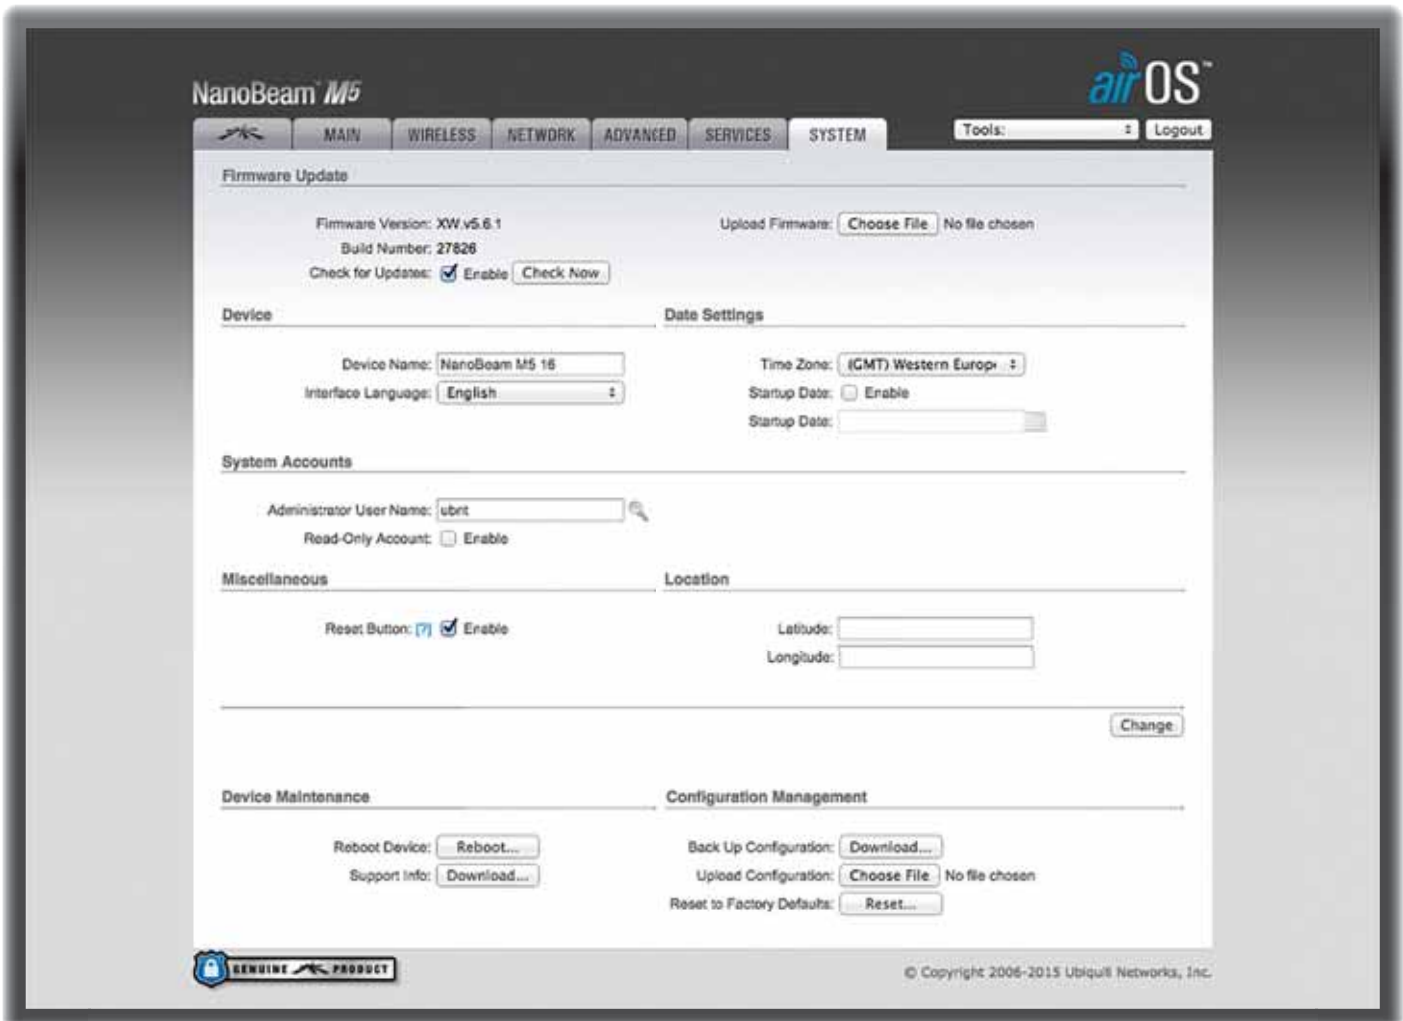 NanoBeam™ M5
airOS™
MAIN WIRELESS NETWORK ADVANCED SERVICES SYSTEM Tools: Logout
Firmware Update
Firmware Version: XW.v5.6.1
Build Number: 27826
Check for Updates: Enable Check Now
Upload Firmware: Choose File No file chosen
Device
Device Name: NanoBeam M5 16
Interface Language: English
Date Settings
Time Zone: (GMT) Western Europ
Startup Date: Enable
Startup Date:
System Accounts
Administrator User Name: ubnt
Read-Only Account: Enable
Miscellaneous
Reset Button: [?] Enable
Location
Latitude:
Longitude:
Change
Device Maintenance
Reboot Device: Reboot...
Support Info: Download...
Configuration Management
Back Up Configuration: Download...
Upload Configuration: Choose File No file chosen
Reset to Factory Defaults: Reset...
GENUINE PRODUCT
© Copyright 2006-2015 Ubiquiti Networks, Inc.